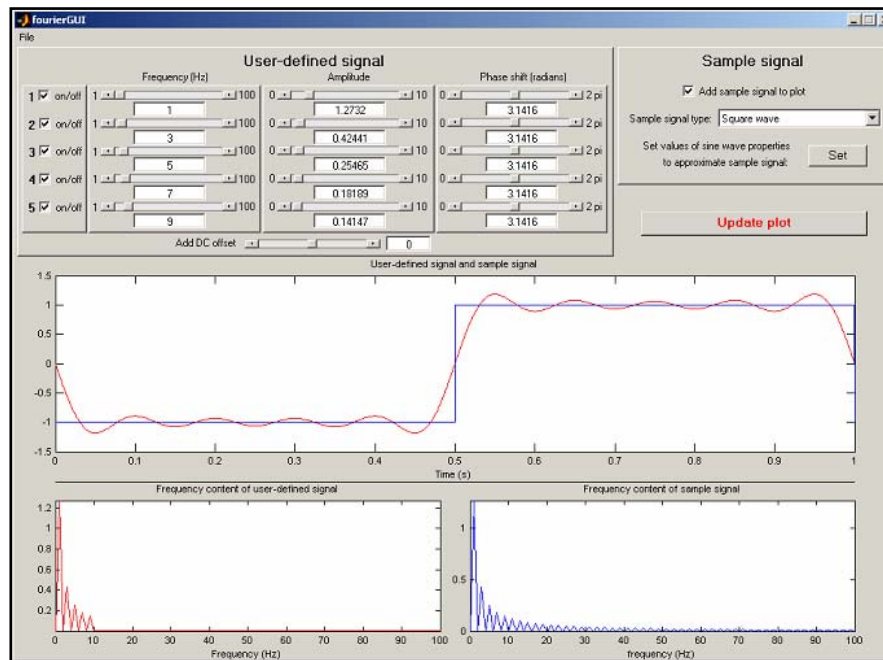 fourierGUI
File
User-defined signal
Frequency (Hz) Amplitude Phase shift (radians)
1 on/off 1 100 0 10 0 2 pi
1 1.2732 3.1416
2 on/off 1 100 0 10 0 2 pi
3 0.42441 3.1416
3 on/off 1 100 0 10 0 2 pi
5 0.25465 3.1416
4 on/off 1 100 0 10 0 2 pi
7 0.18189 3.1416
5 on/off 1 100 0 10 0 2 pi
9 0.14147 3.1416
Add DC offset 0
Sample signal
Add sample signal to plot
Sample signal type: Square wave
Set values of sine wave properties
to approximate sample signal:
Set
Update plot
User-defined signal and sample signal
1.5
1
0.5
0
-0.5
-1
-1.5
0 0.1 0.2 0.3 0.4 0.5 0.6 0.7 0.8 0.9 1
Time (s)
Frequency content of user-defined signal
1.2
1
0.8
0.6
0.4
0.2
0 10 20 30 40 50 60 70 80 90 100
Frequency (Hz)
Frequency content of sample signal
1
0.5
0
0 10 20 30 40 50 60 70 80 90 100
frequency (Hz)